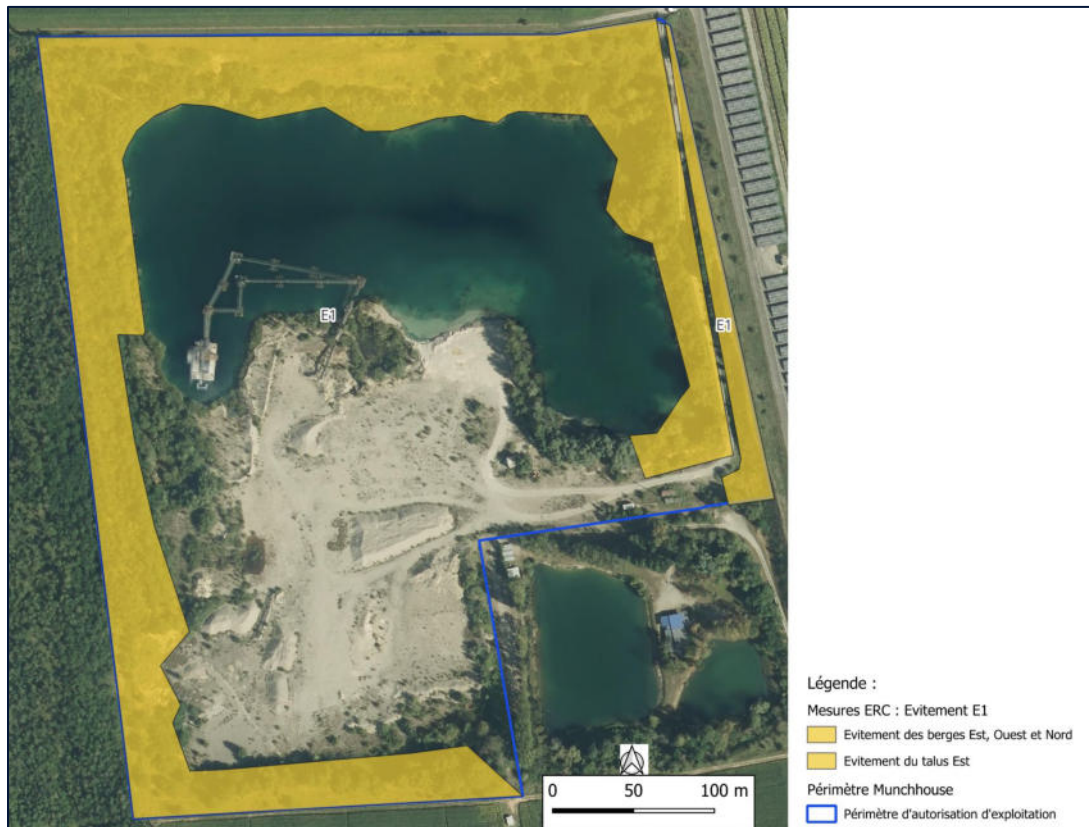 E1
E1
Légende :
Mesures ERC : Evitement E1
Evitement des berges Est, Ouest et Nord
Evitement du talus Est
Périmètre Munchhouse
Périmètre d'autorisation d'exploitation
0 50 100 m